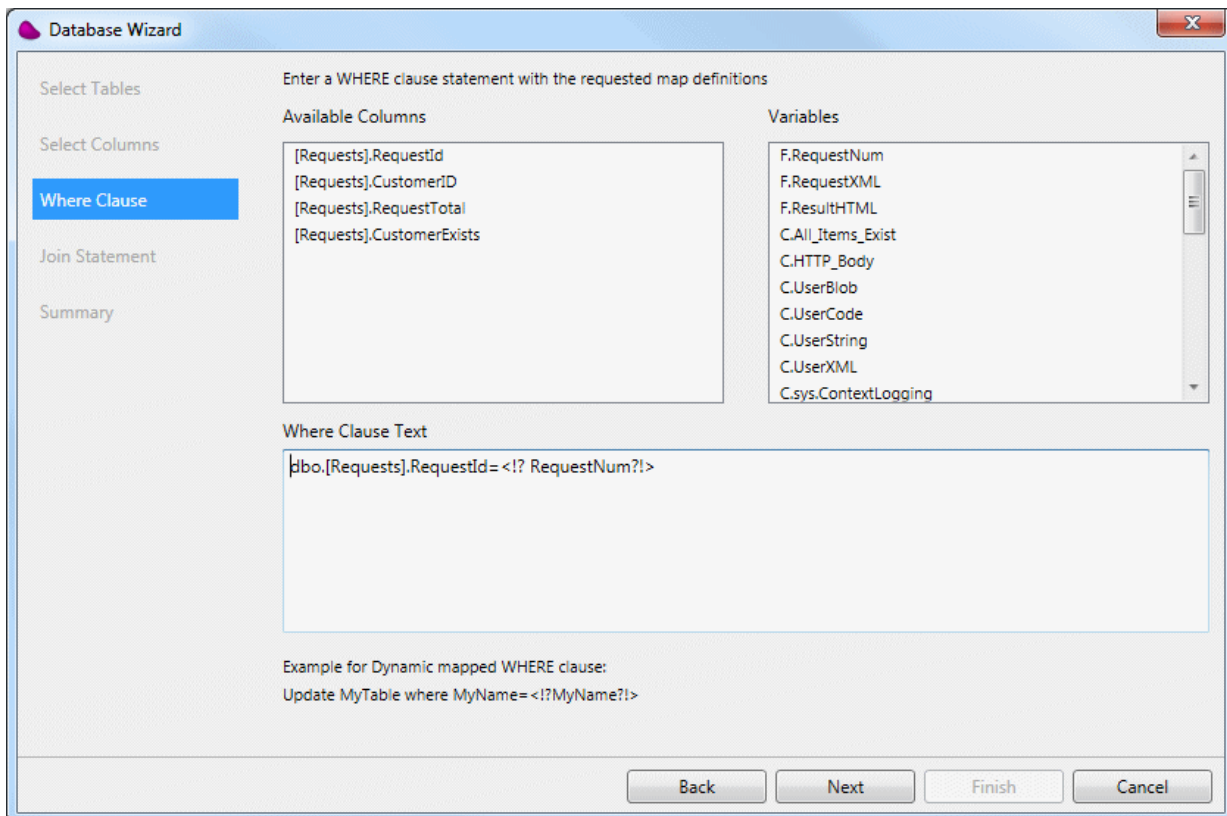 Database Wizard
Select Tables
Select Columns
Where Clause
Join Statement
Summary
Enter a WHERE clause statement with the requested map definitions
Available Columns
[Requests].RequestId
[Requests].CustomerID
[Requests].RequestTotal
[Requests].CustomerExists
Variables
F.RequestNum
F.RequestXML
F.ResultHTML
C.All_Items_Exist
C.HTTP_Body
C.UserBlob
C.UserCode
C.UserString
C.UserXML
C.sys.ContextLogging
Where Clause Text
dbo.[Requests].RequestId=<!? RequestNum?!>
Example for Dynamic mapped WHERE clause:
Update MyTable where MyName=<!?MyName?!>
Back
Next
Finish
Cancel